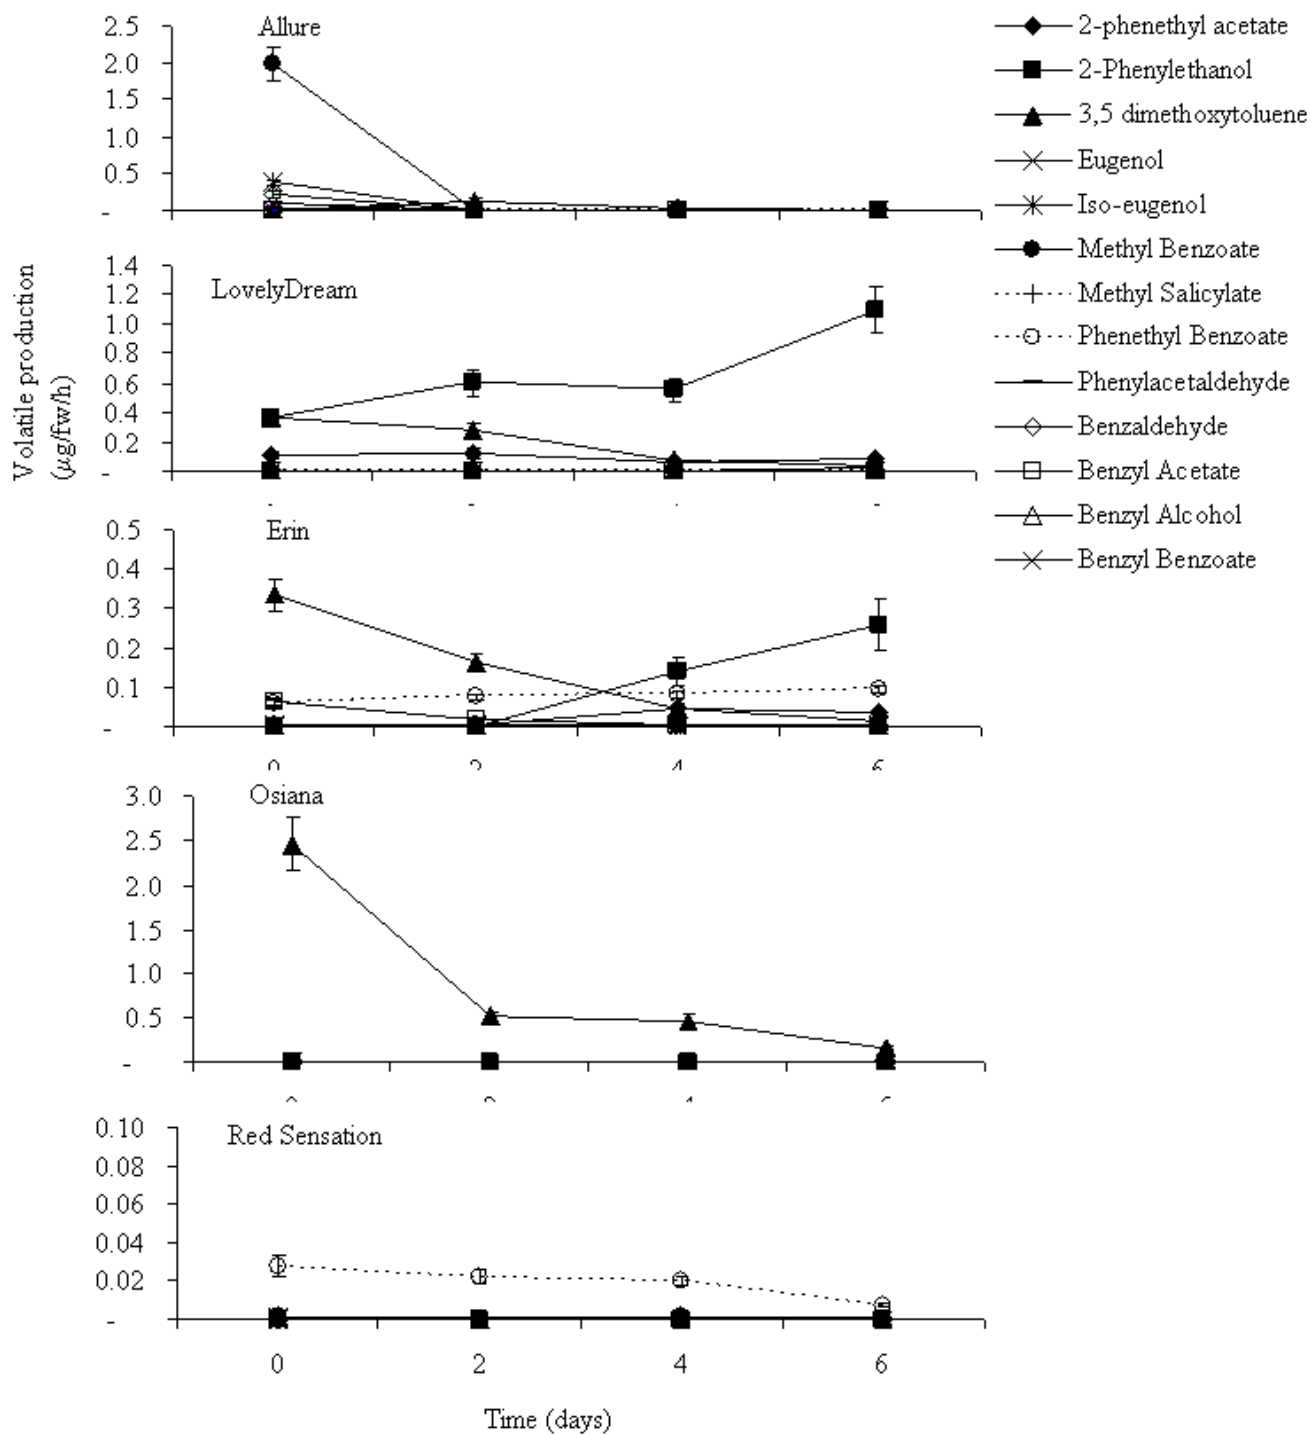 Allure
2.5
2.0
1.5
1.0
0.5
-
2-phenethyl acetate
2-Phenylethanol
3,5 dimethoxytoluene
Eugenol
Iso-eugenol
Methyl Benzoate
Methyl Salicylate
Phenethyl Benzoate
Phenylacetaldehyde
Benzaldehyde
Benzyl Acetate
Benzyl Alcohol
Benzyl Benzoate
Volatile production
(µg/fw/h)
LovelyDream
1.4
1.2
1.0
0.8
0.6
0.4
0.2
-
Erin
0.5
0.4
0.3
0.2
0.1
-
0 2 4 6
Osiana
3.0
2.5
2.0
1.5
1.0
0.5
-
Red Sensation
0.10
0.08
0.06
0.04
0.02
-
0 2 4 6
Time (days)